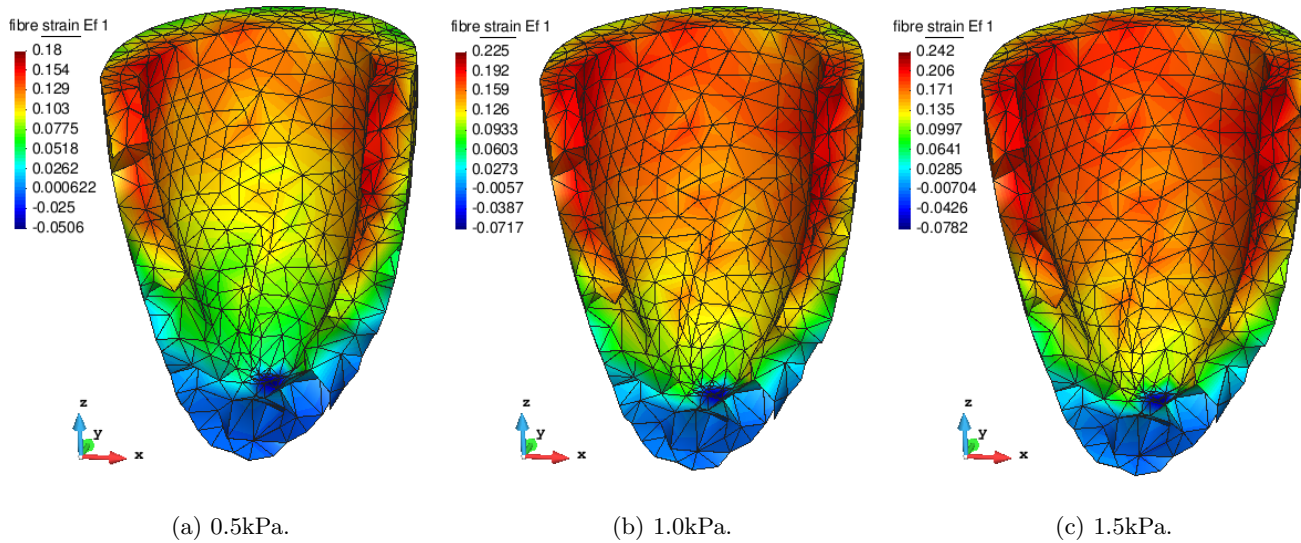 fibre strain Ef 1
0.18
0.154
0.129
0.103
0.0775
0.0518
0.0262
0.000622
-0.025
-0.0506
z
y
x
(a) 0.5kPa.
fibre strain Ef 1
0.225
0.192
0.159
0.126
0.0933
0.0603
0.0273
-0.0057
-0.0387
-0.0717
z
y
x
(b) 1.0kPa.
fibre strain Ef 1
0.242
0.206
0.171
0.135
0.0997
0.0641
0.0285
-0.00704
-0.0426
-0.0782
z
y
x
(c) 1.5kPa.